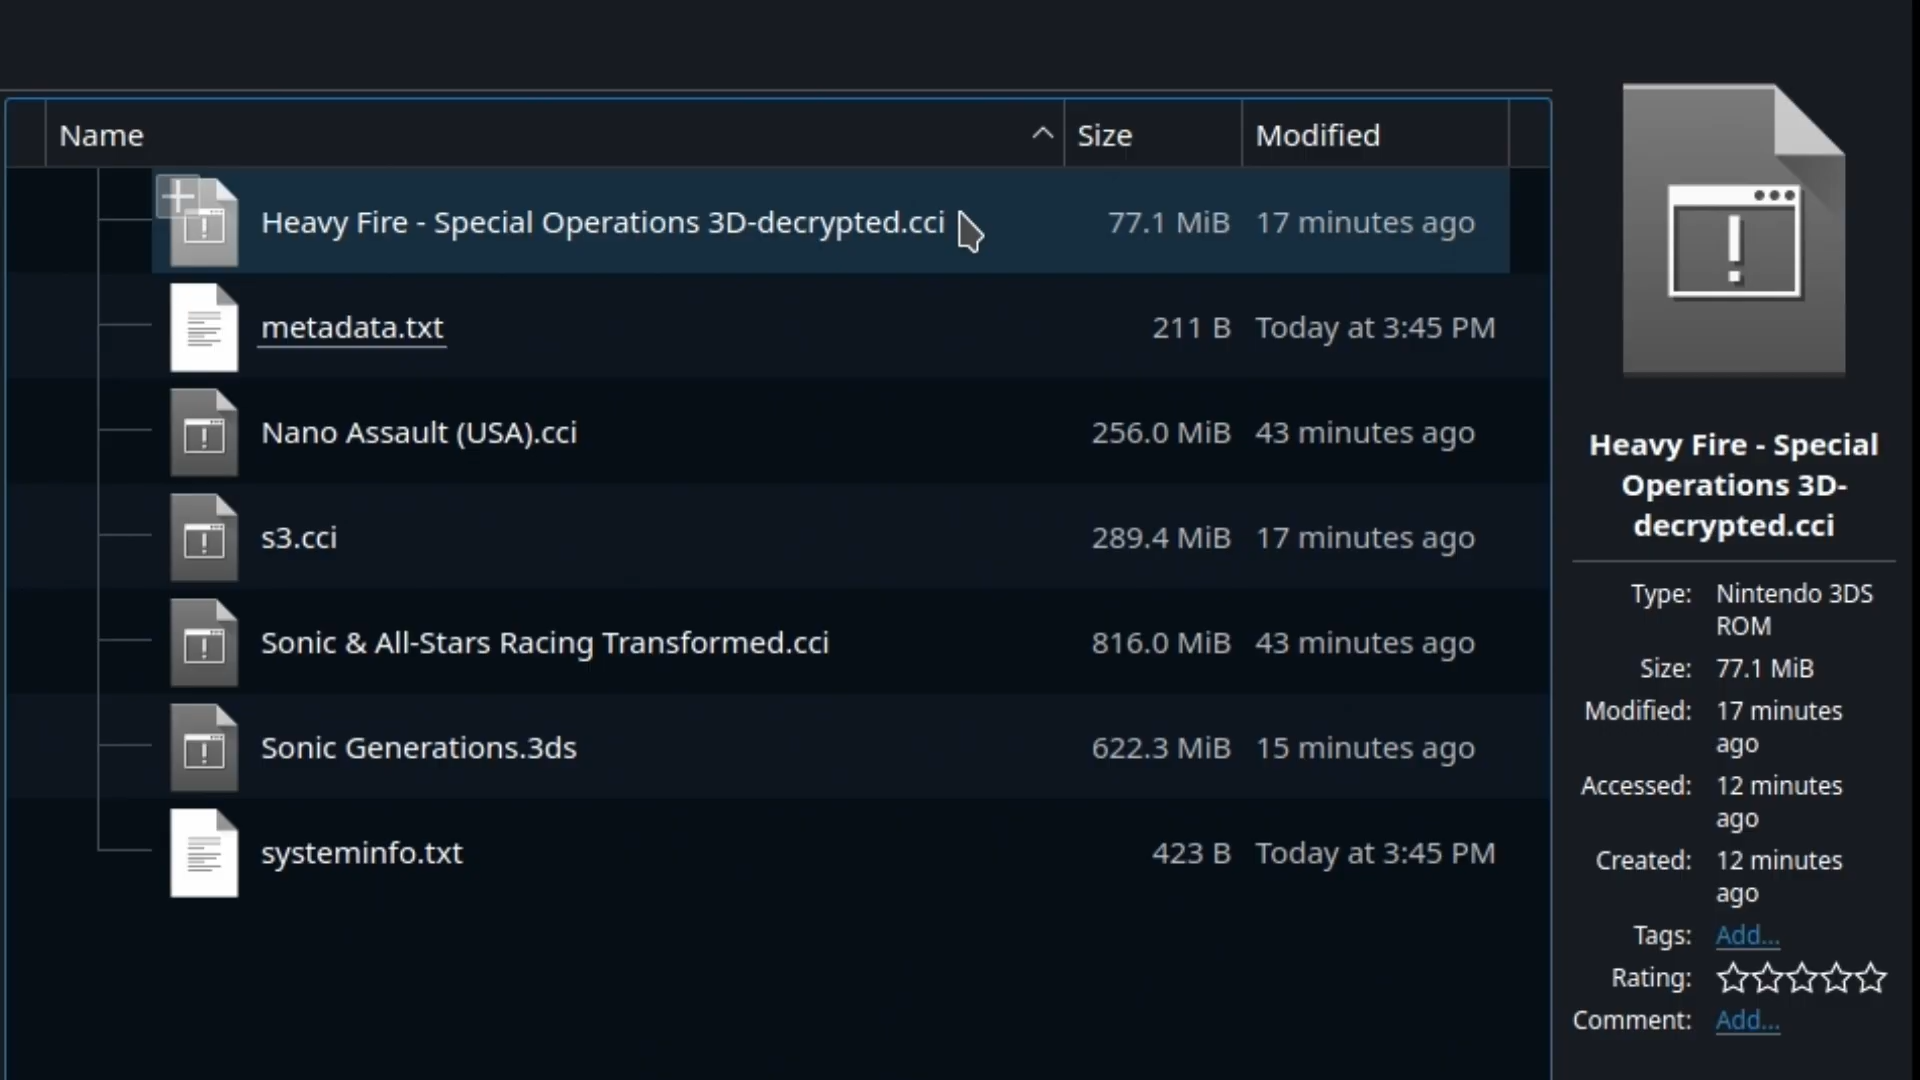 Name Size Modified
Heavy Fire - Special Operations 3D-decrypted.cci 77.1 MiB 17 minutes ago
metadata.txt 211 B Today at 3:45 PM
Nano Assault (USA).cci 256.0 MiB 43 minutes ago
s3.cci 289.4 MiB 17 minutes ago
Sonic & All-Stars Racing Transformed.cci 816.0 MiB 43 minutes ago
Sonic Generations.3ds 622.3 MiB 15 minutes ago
systeminfo.txt 423 B Today at 3:45 PM
Heavy Fire - Special
Operations 3D-
decrypted.cci
Type: Nintendo 3DS
ROM
Size: 77.1 MiB
Modified: 17 minutes
ago
Accessed: 12 minutes
ago
Created: 12 minutes
ago
Tags: Add...
Rating:
Comment: Add...